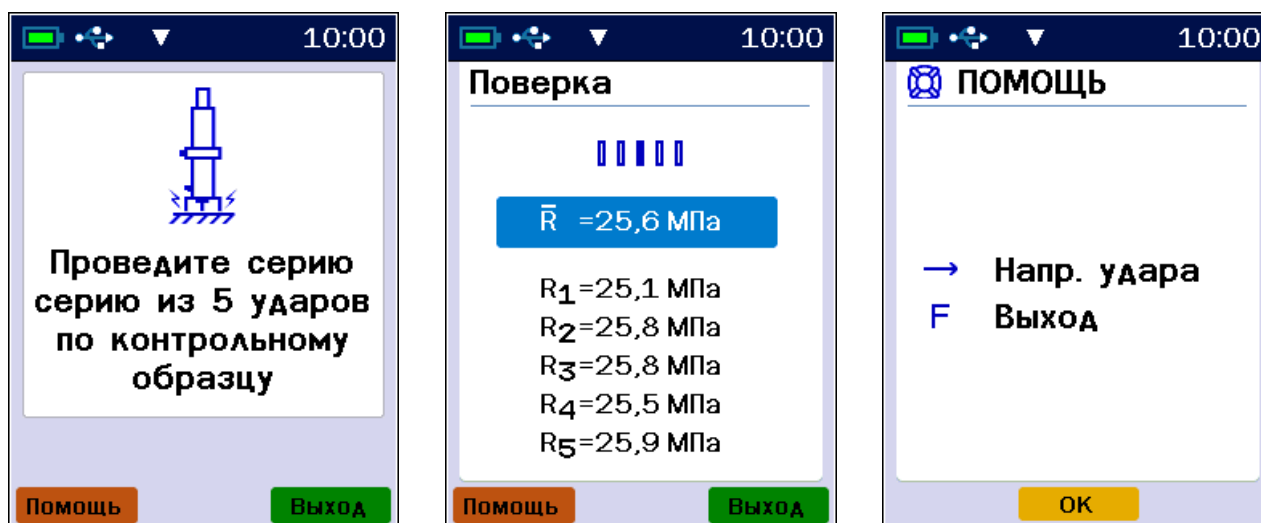 10:00
Проведите серию
серию из 5 ударов
по контрольному
образцу
Помощь
Выход
10:00
Поверка
R̅ =25,6 МПа
R1=25,1 МПа
R2=25,8 МПа
R3=25,8 МПа
R4=25,5 МПа
R5=25,9 МПа
Помощь
Выход
10:00
ПОМОЩЬ
→ Напр. удара
F Выход
ОК